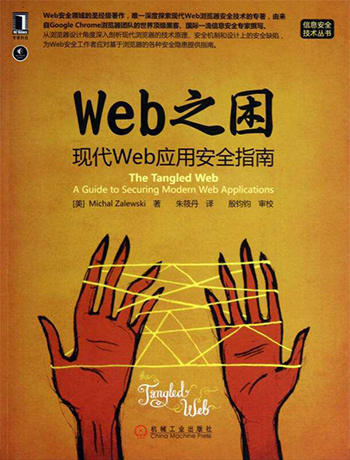 Web安全领域的圣经级著作，唯一深度探索现代Web浏览器安全技术的专著，由来
自Google Chrome浏览器团队的世界顶级黑客、国际一流信息安全专家撰写。
从浏览器设计角度深入剖析现代浏览器的技术原理、安全机制和设计上的安全缺陷，
为Web安全工作者应对基于浏览器的各种安全隐患提供指南。
信息安全
技术丛书
Web之困
现代Web应用安全指南
The Tangled Web
A Guide to Securing Modern Web Applications
[美] Michal Zalewski 著 朱筱丹 译 殷钧钧 审校
the
Tangled
Web
机械工业出版社
China Machine Press